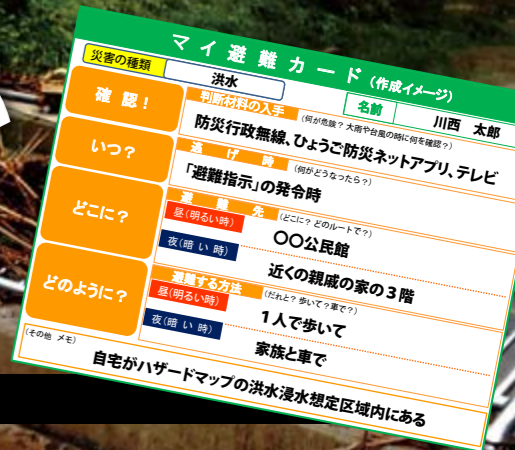 マイ避難カード（作成イメージ）
災害の種類 洪水 名前 川西 太郎
確認！
判断材料の入手（何が危険？ 大雨や台風の時に何を確認？）
防災行政無線、ひょうご防災ネットアプリ、テレビ
いつ？
逃げ時（何がどうなったら？）
「避難指示」の発令時
どこに？
避難先（どこに？ どのルートで？）
昼（明るい時） 〇〇公民館
夜（暗い時） 近くの親戚の家の３階
どのように？
避難する方法（だれと？ 歩いて？車で？）
昼（明るい時） １人で歩いて
夜（暗い時） 家族と車で
（その他 メモ）
自宅がハザードマップの洪水浸水想定区域内にある